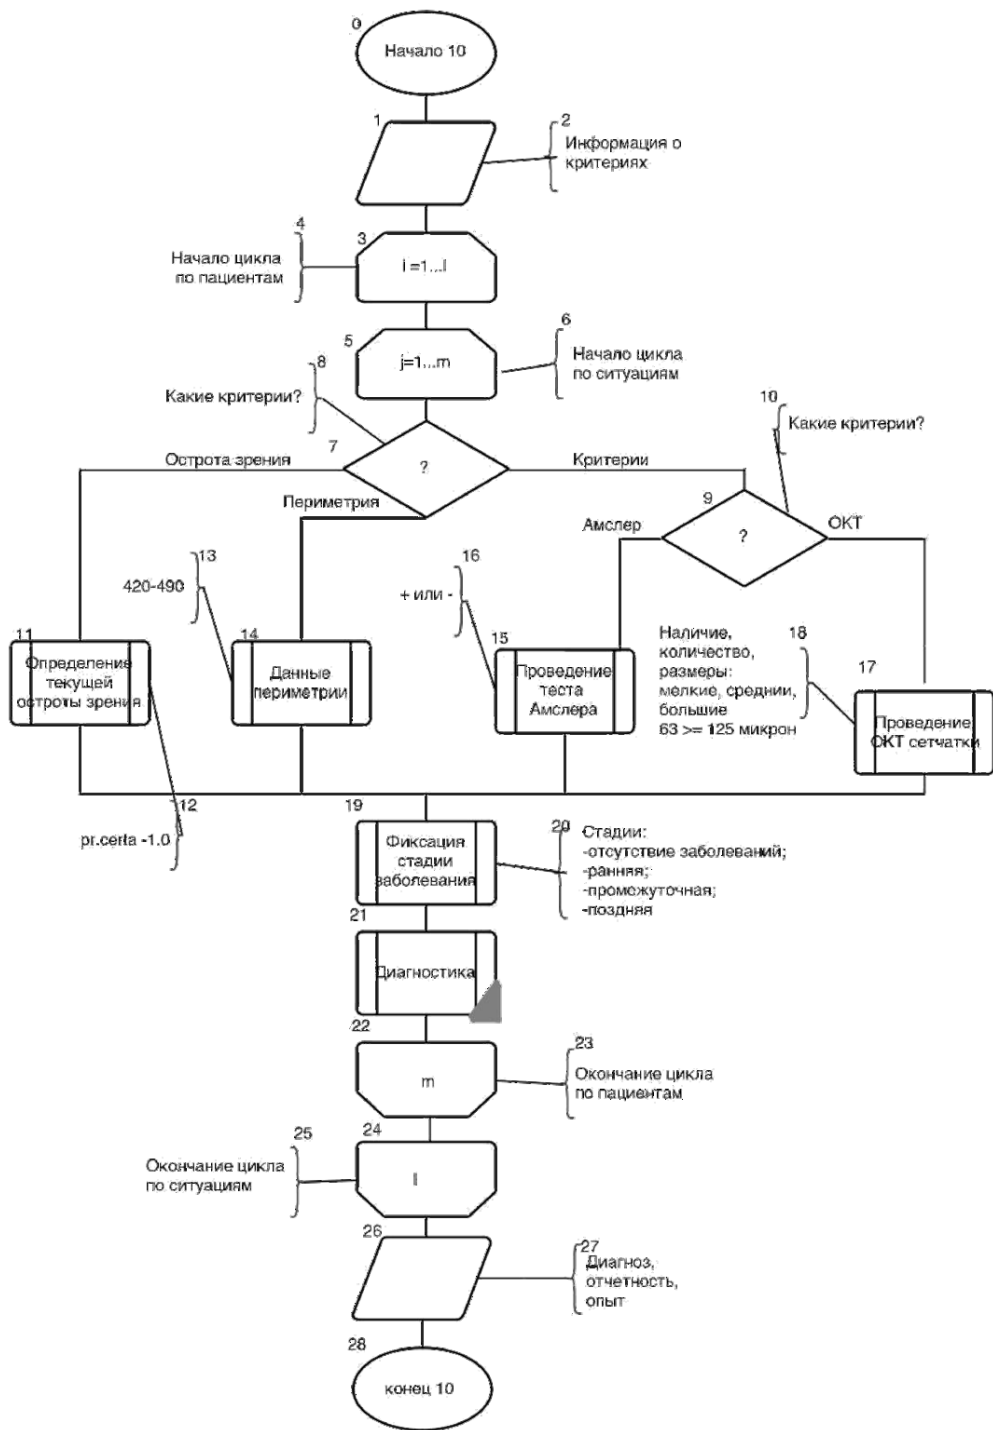 0
Начало 10
1
2
Информация о
критериях
4
3
Начало цикла
по пациентам
i =1...l
6
5
j=1...m
Начало цикла
по ситуациям
8
Какие критерии?
10
Какие критерии?
7
Острота зрения
?
Критерии
Периметрия
9
Амслер
?
ОКТ
13
420-490
16
+ или -
11
Определение
текущей
остроты зрения
14
Данные
периметрии
15
Проведение
теста
Амслера
18
Наличие,
количество,
размеры:
мелкие, среднии,
большие
63 >= 125 микрон
17
Проведение
ОКТ сетчатки
12
pr.certa -1.0
19
Фиксация
стадии
заболевания
20
Стадии:
-отсутствие заболеваний;
-ранняя;
-промежуточная;
-поздняя
21
Диагностика
22
m
23
Окончание цикла
по пациентам
25
24
Окончание цикла
по ситуациям
l
26
27
Диагноз,
отчетность,
опыт
28
конец 10